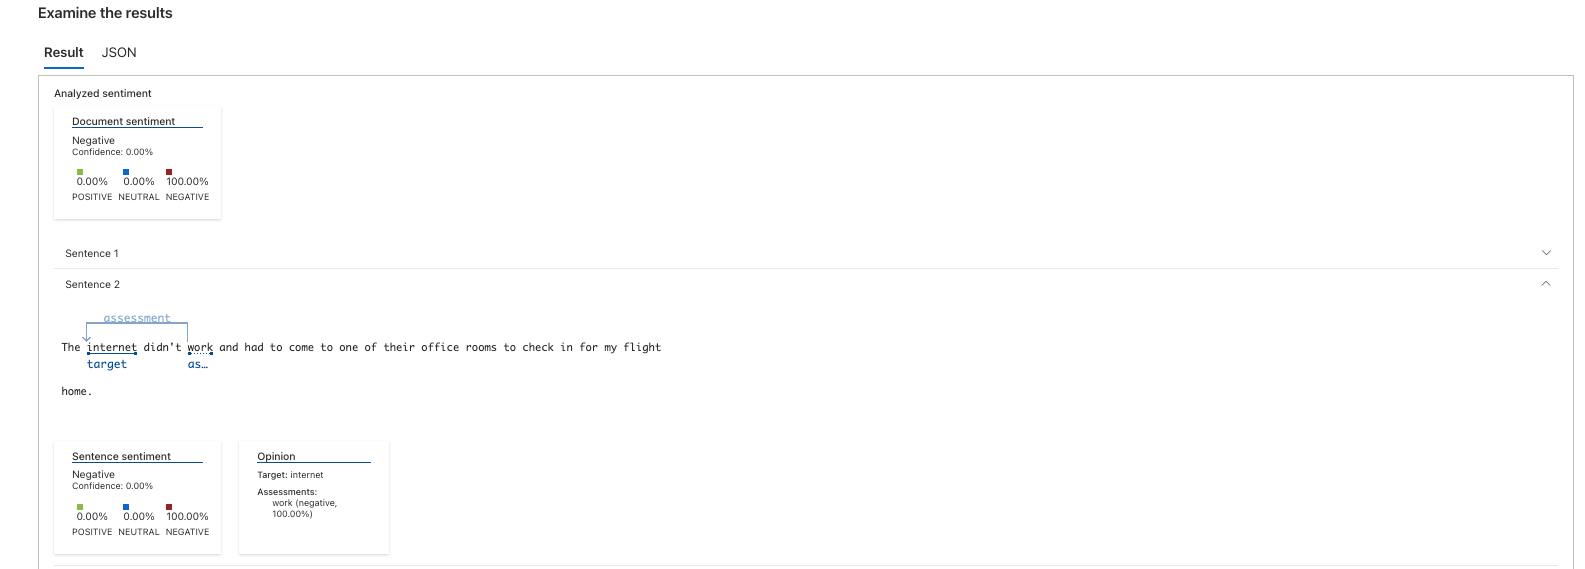 Examine the results
Result JSON
Analyzed sentiment
Document sentiment
Negative
Confidence: 0.00%
0.00% 0.00% 100.00%
POSITIVE NEUTRAL NEGATIVE
Sentence 1
Sentence 2
assessment
The internet didn't work and had to come to one of their office rooms to check in for my flight
target as…
home.
Sentence sentiment
Negative
Confidence: 0.00%
0.00% 0.00% 100.00%
POSITIVE NEUTRAL NEGATIVE
Opinion
Target: internet
Assessments:
work (negative,
100.00%)